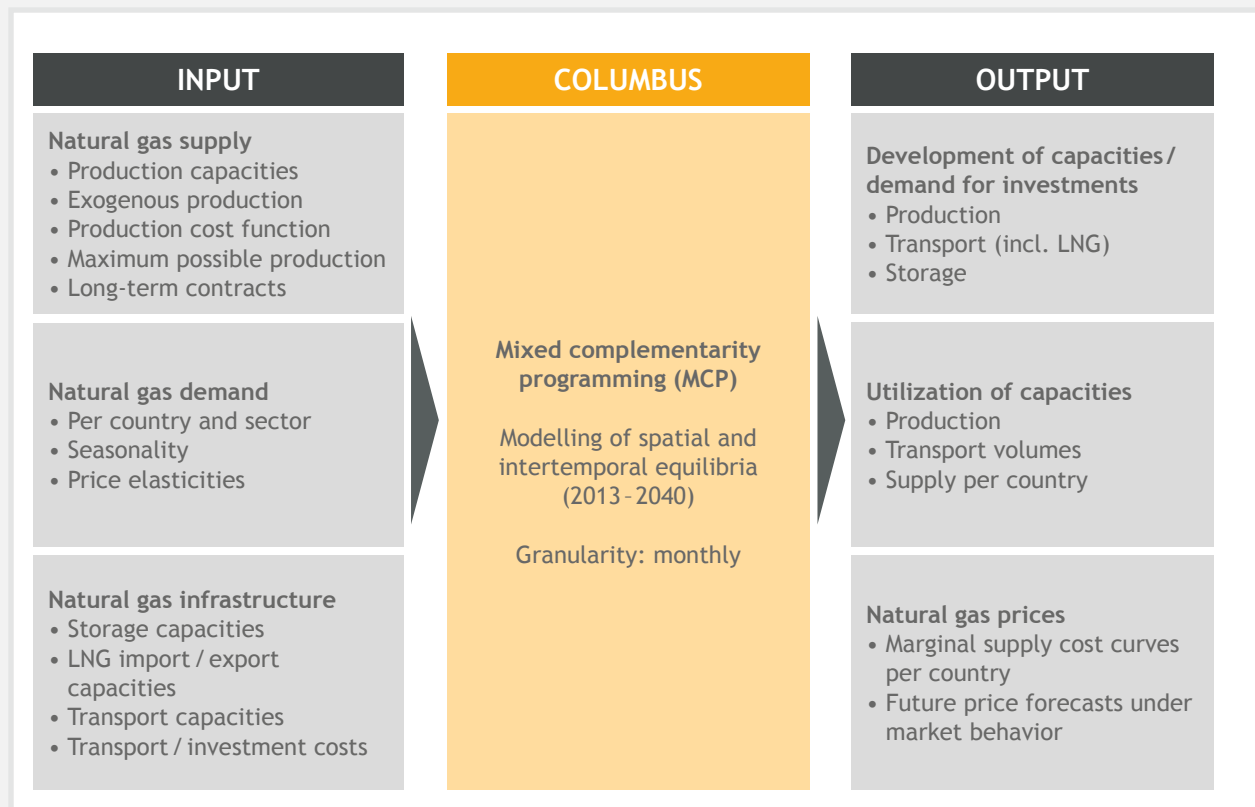 INPUT
Natural gas supply
• Production capacities
• Exogenous production
• Production cost function
• Maximum possible production
• Long-term contracts
Natural gas demand
• Per country and sector
• Seasonality
• Price elasticities
Natural gas infrastructure
• Storage capacities
• LNG import / export
capacities
• Transport capacities
• Transport / investment costs
COLUMBUS
Mixed complementarity
programming (MCP)
Modelling of spatial and
intertemporal equilibria
(2013 – 2040)
Granularity: monthly
OUTPUT
Development of capacities /
demand for investments
• Production
• Transport (incl. LNG)
• Storage
Utilization of capacities
• Production
• Transport volumes
• Supply per country
Natural gas prices
• Marginal supply cost curves
per country
• Future price forecasts under
market behavior